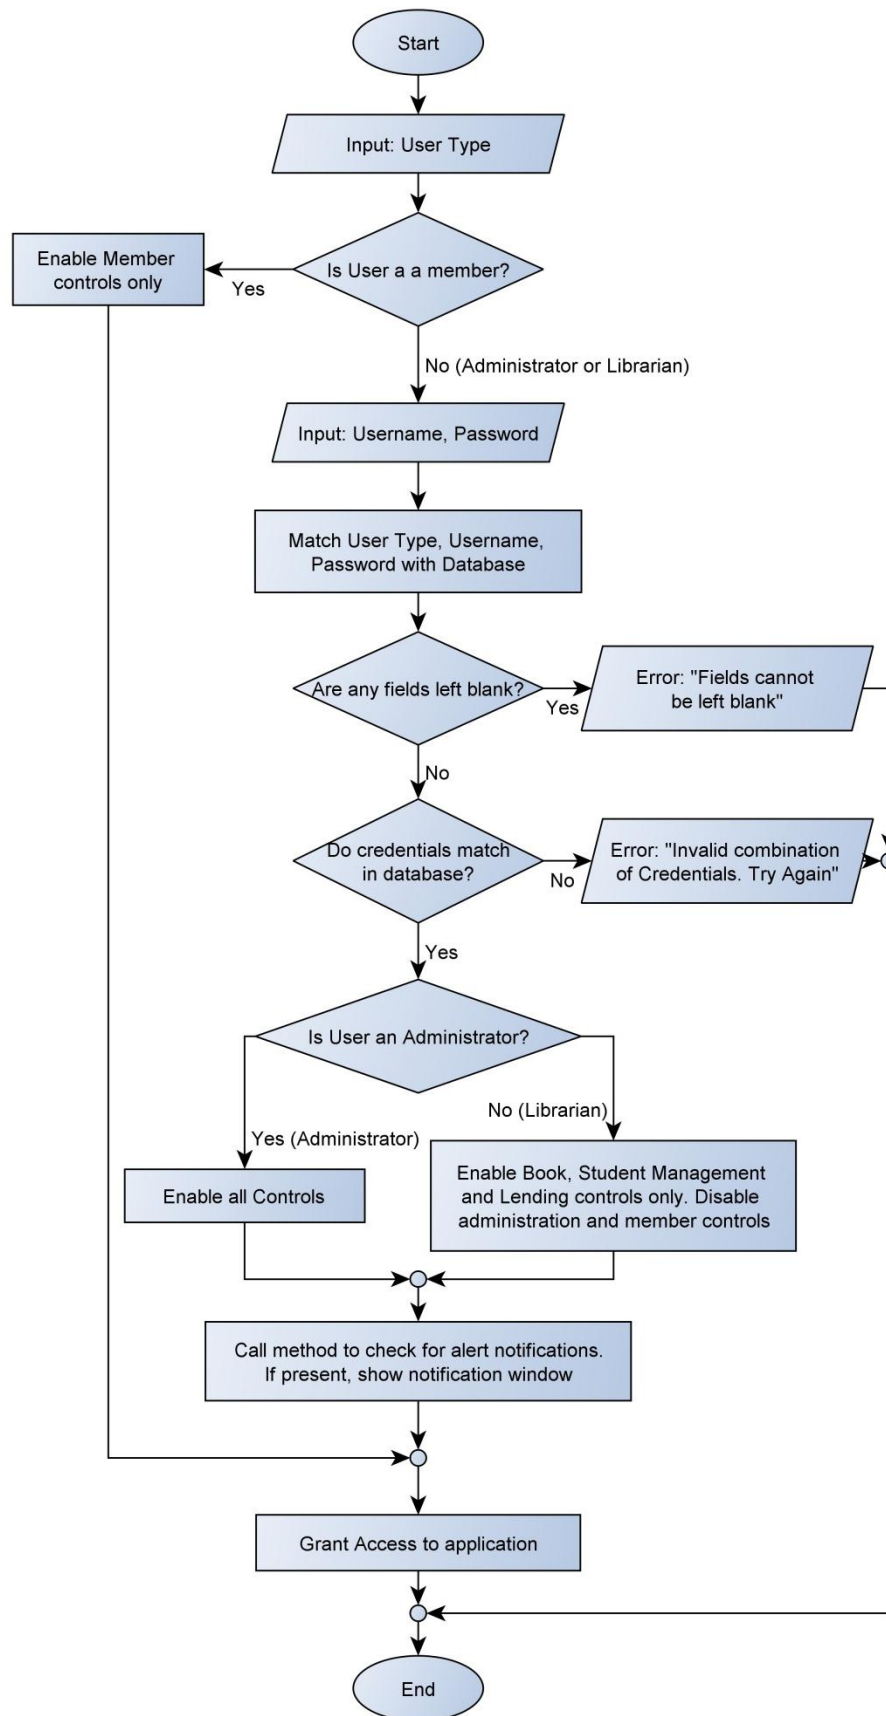 Start
Input: User Type
Is User a a member?
Enable Member
controls only
Yes
No (Administrator or Librarian)
Input: Username, Password
Match User Type, Username,
Password with Database
Are any fields left blank?
Yes
Error: "Fields cannot
be left blank"
No
Do credentials match
in database?
No
Error: "Invalid combination
of Credentials. Try Again"
Yes
Is User an Administrator?
No (Librarian)
Yes (Administrator)
Enable all Controls
Enable Book, Student Management
and Lending controls only. Disable
administration and member controls
Call method to check for alert notifications.
If present, show notification window
Grant Access to application
End